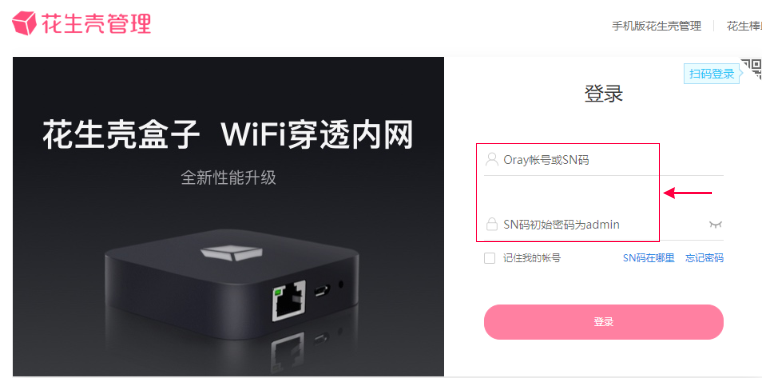 花生壳管理
手机版花生壳管理
花生棒
扫码登录
登录
花生壳盒子 WiFi穿透内网
全新性能升级
Oray帐号或SN码
SN码初始密码为admin
记住我的帐号
SN码在哪里
忘记密码
登录